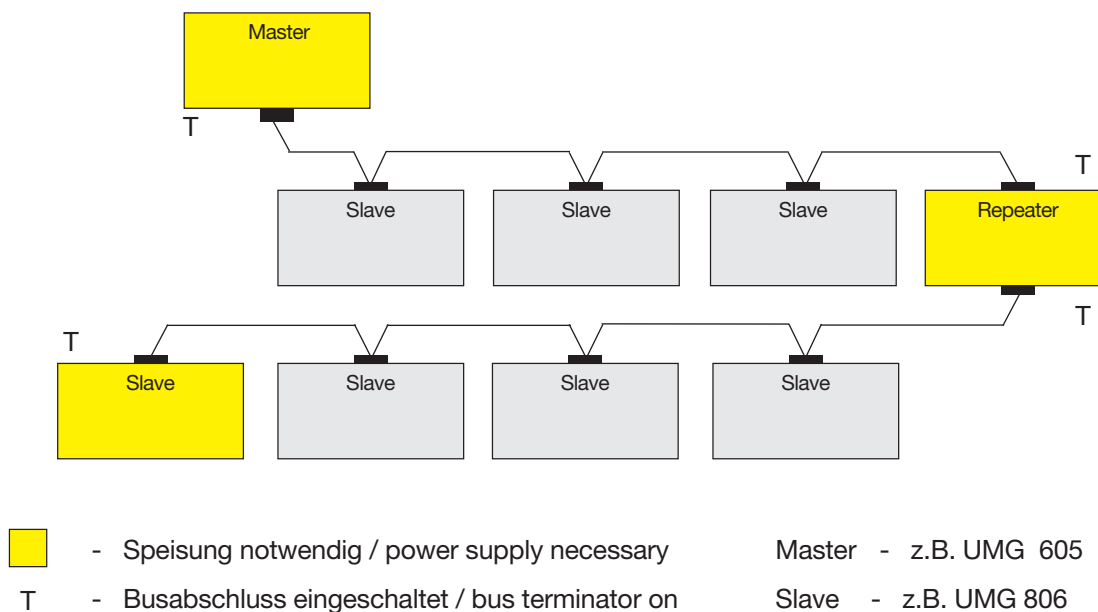 Master
T
T
Slave
Slave
Slave
Repeater
T
T
Slave
Slave
Slave
Slave
- Speisung notwendig / power supply necessary
Master - z.B. UMG 605
T - Busabschluss eingeschaltet / bus terminator on
Slave - z.B. UMG 806